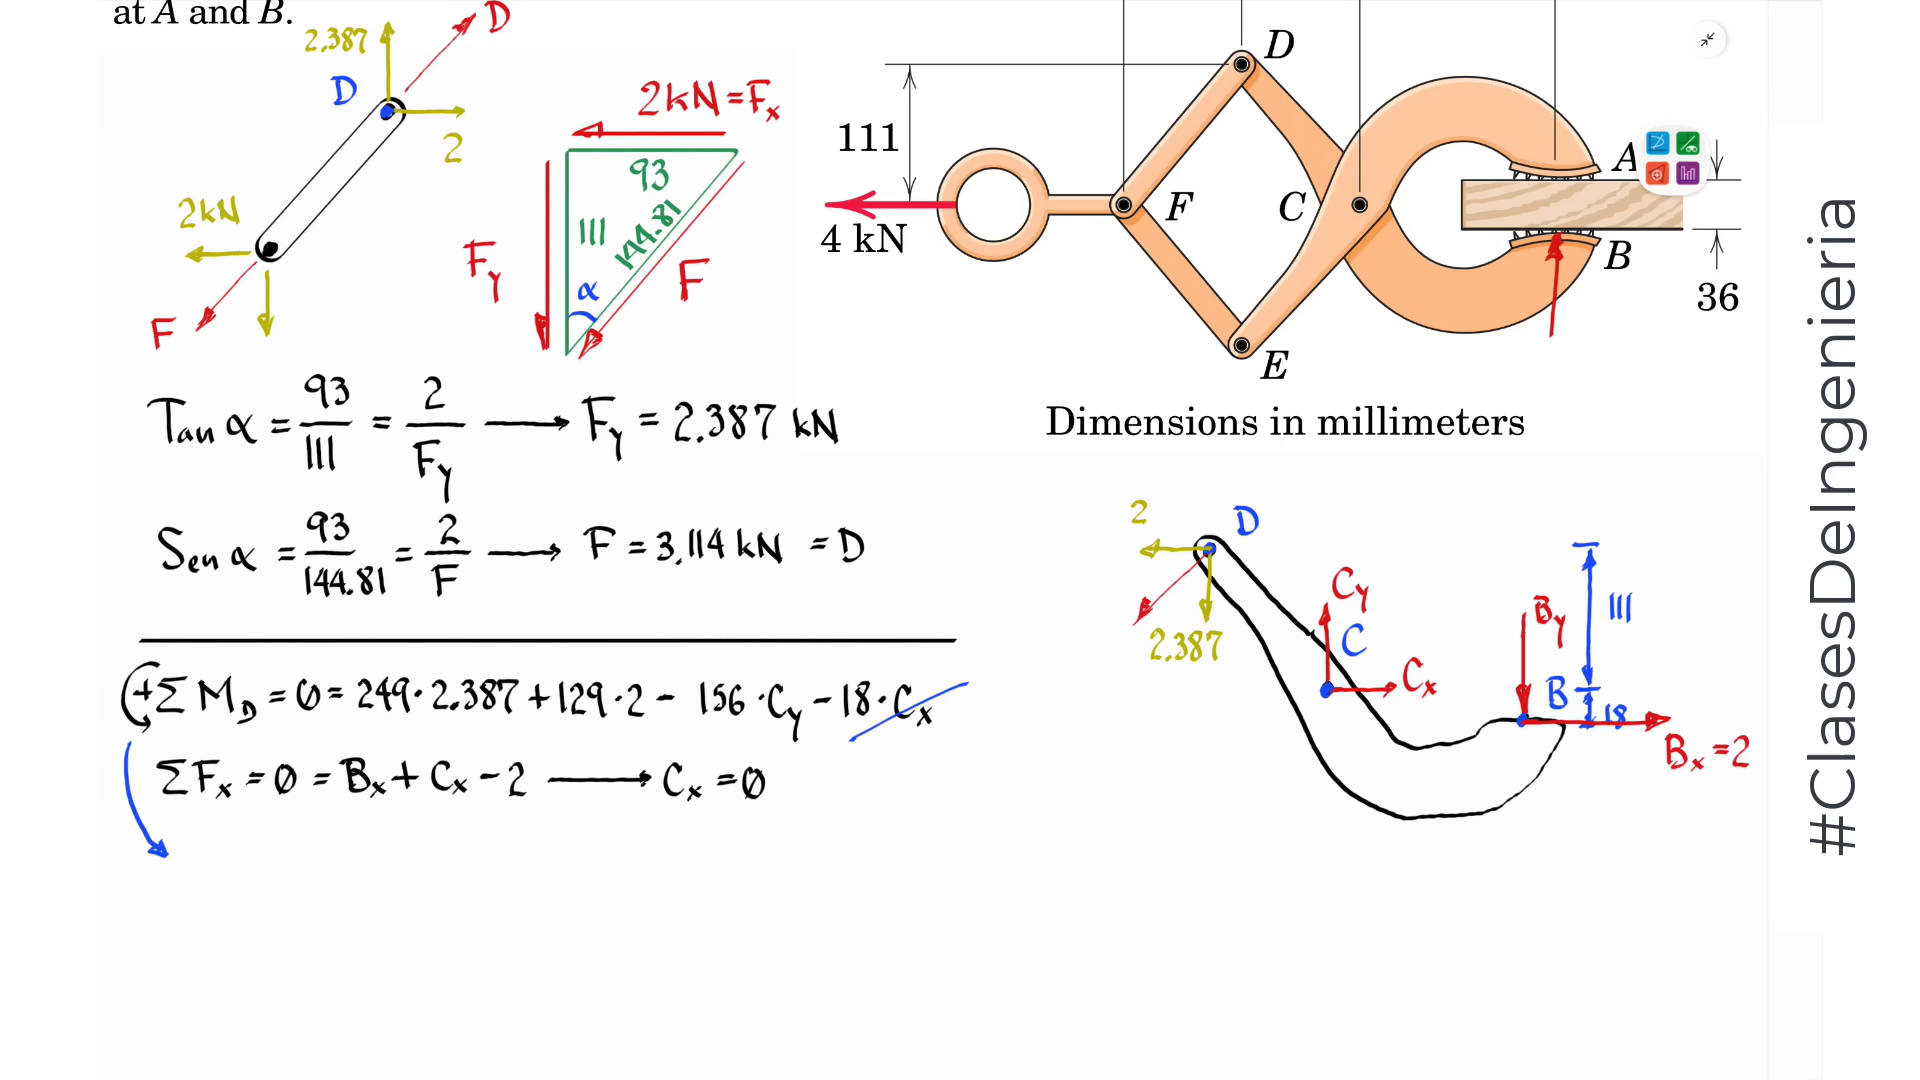 at A and B.
2.387
D
D
2
2kN
F
2kN=Fx
93
111
144.81
α
Fy
F
D
111
F
C
A
4 kN
B
36
E
Dimensions in millimeters
Tan α = 93/111 = 2/Fy → Fy = 2.387 kN
Sen α = 93/144.81 = 2/F → F = 3.114 kN = D
+ΣMD = 0 = 249·2.387 + 129·2 - 156·Cy - 18·Cx
ΣFx = 0 = Bx + Cx - 2 → Cx = 0
2
D
2.387
Cy
C
Cx
By
111
B
18
Bx=2
#ClasesDeIngenieria